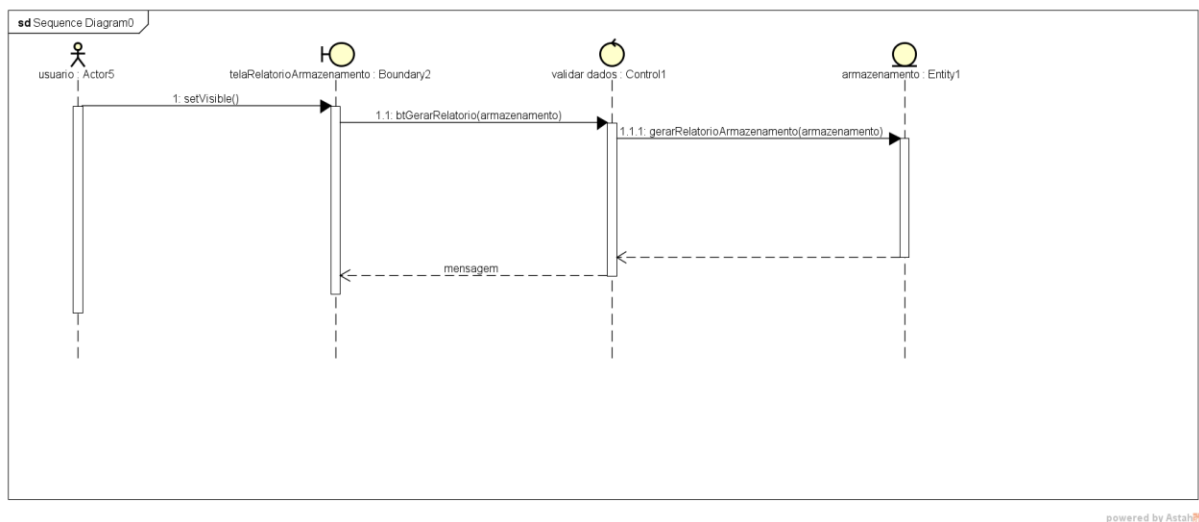 sd Sequence Diagram0
usuario : Actor5
telaRelatorioArmazenamento : Boundary2
validar dados : Control1
armazenamento : Entity1
1: setVisible()
1.1: btGerarRelatorio(armazenamento)
1.1.1: gerarRelatorioArmazenamento(armazenamento)
mensagem
powered by Astah